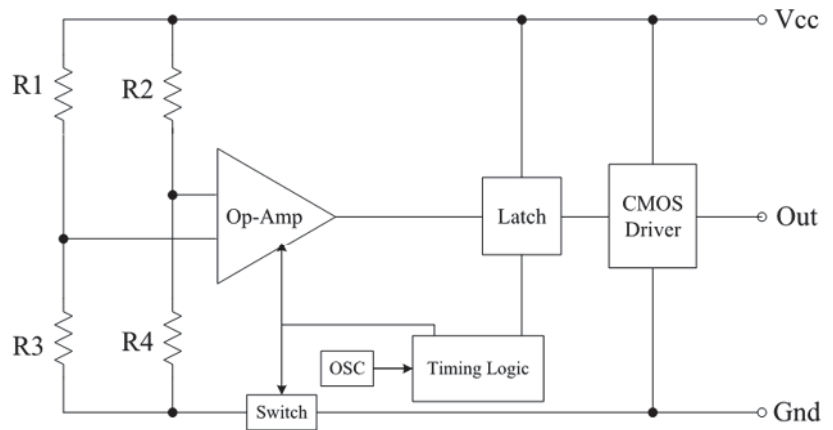 Vcc
R1
R2
Op-Amp
Latch
CMOS
Driver
Out
R3
R4
OSC
Timing Logic
Switch
Gnd